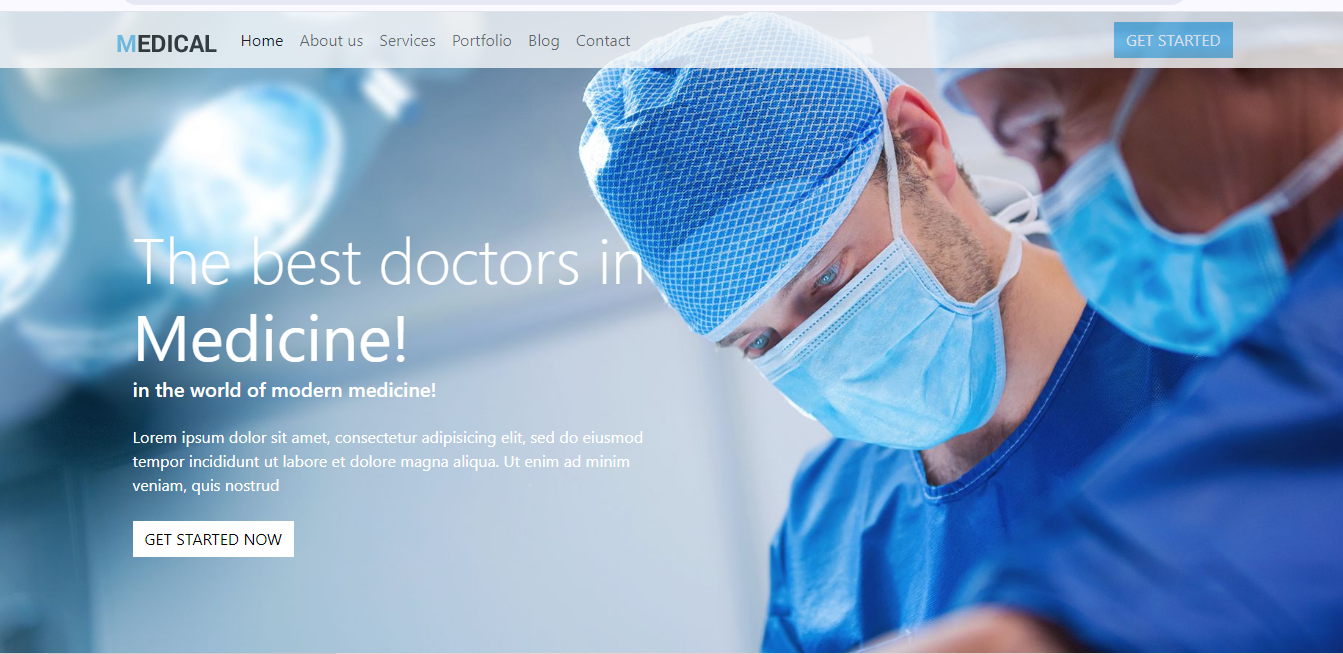 MEDICAL Home About us Services Portfolio Blog Contact GET STARTED
The best doctors in
Medicine!
in the world of modern medicine!
Lorem ipsum dolor sit amet, consectetur adipisicing elit, sed do eiusmod
tempor incididunt ut labore et dolore magna aliqua. Ut enim ad minim
veniam, quis nostrud
GET STARTED NOW